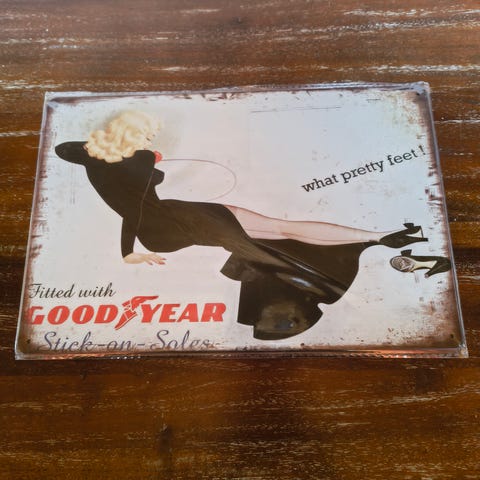 what pretty feet!
Fitted with
GOODYEAR
Stick-on-Soles